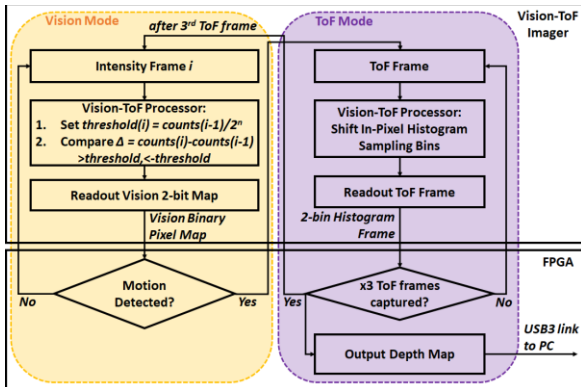 Vision Mode
after 3rd ToF frame
ToF Mode
Vision-ToF
Imager
Intensity Frame i
ToF Frame
Vision-ToF Processor:
1. Set threshold(i) = counts(i-1)/2ⁿ
2. Compare Δ = counts(i)-counts(i-1)
>threshold,<-threshold
Vision-ToF Processor:
Shift In-Pixel Histogram
Sampling Bins
Readout Vision 2-bit Map
Readout ToF Frame
Vision Binary
Pixel Map
2-bin Histogram
Frame
FPGA
Motion
Detected?
No
Yes
x3 ToF frames
captured?
Yes
No
Output Depth Map
USB3 link
to PC